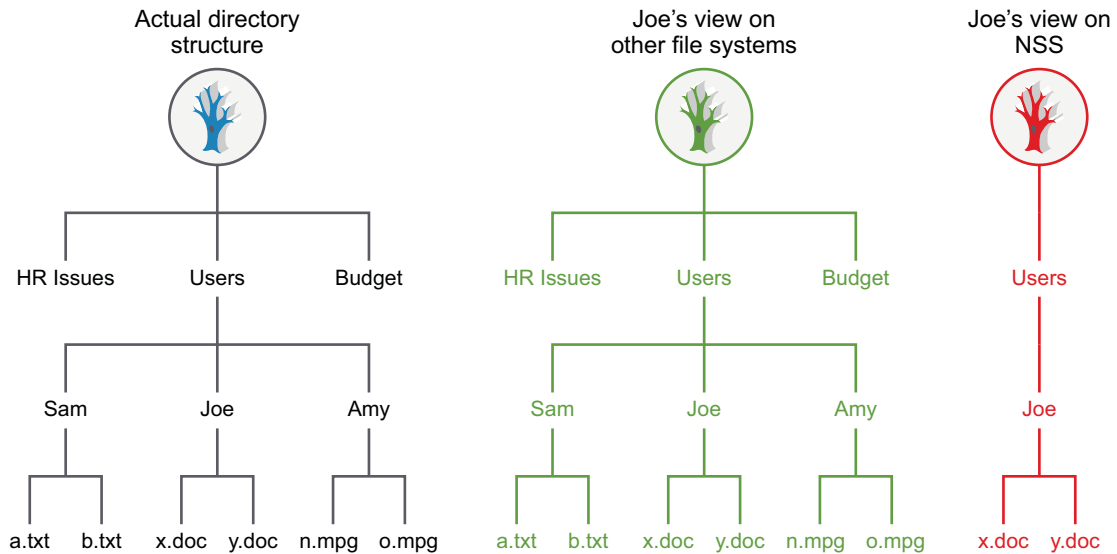 Actual directory
structure
Joe's view on
other file systems
Joe's view on
NSS
HR Issues Users Budget
HR Issues Users Budget
Users
Sam Joe Amy
Sam Joe Amy
Joe
a.txt b.txt x.doc y.doc n.mpg o.mpg
a.txt b.txt x.doc y.doc n.mpg o.mpg
x.doc y.doc